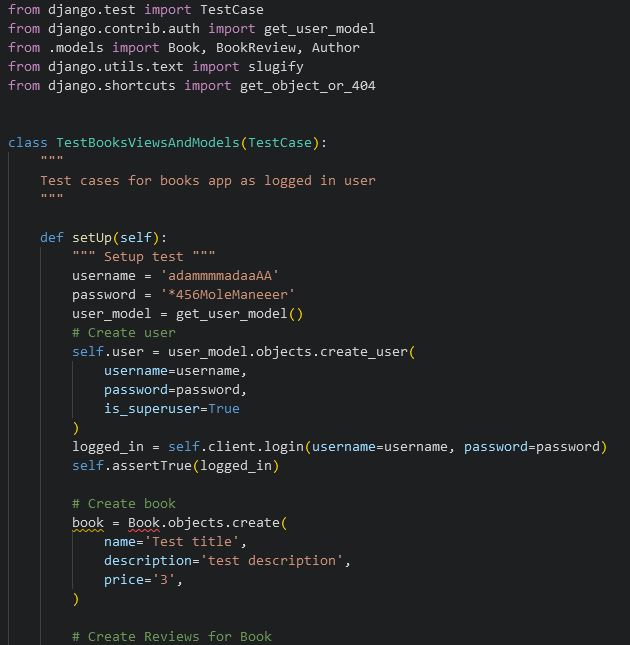 from django.test import TestCase
from django.contrib.auth import get_user_model
from .models import Book, BookReview, Author
from django.utils.text import slugify
from django.shortcuts import get_object_or_404
class TestBooksViewsAndModels(TestCase):
"""
Test cases for books app as logged in user
"""
def setUp(self):
""" Setup test """
username = 'adammmmadaaAA'
password = '*456MoleManeeer'
user_model = get_user_model()
# Create user
self.user = user_model.objects.create_user(
username=username,
password=password,
is_superuser=True
)
logged_in = self.client.login(username=username, password=password)
self.assertTrue(logged_in)
# Create book
book = Book.objects.create(
name='Test title',
description='test description',
price='3',
)
# Create Reviews for Book